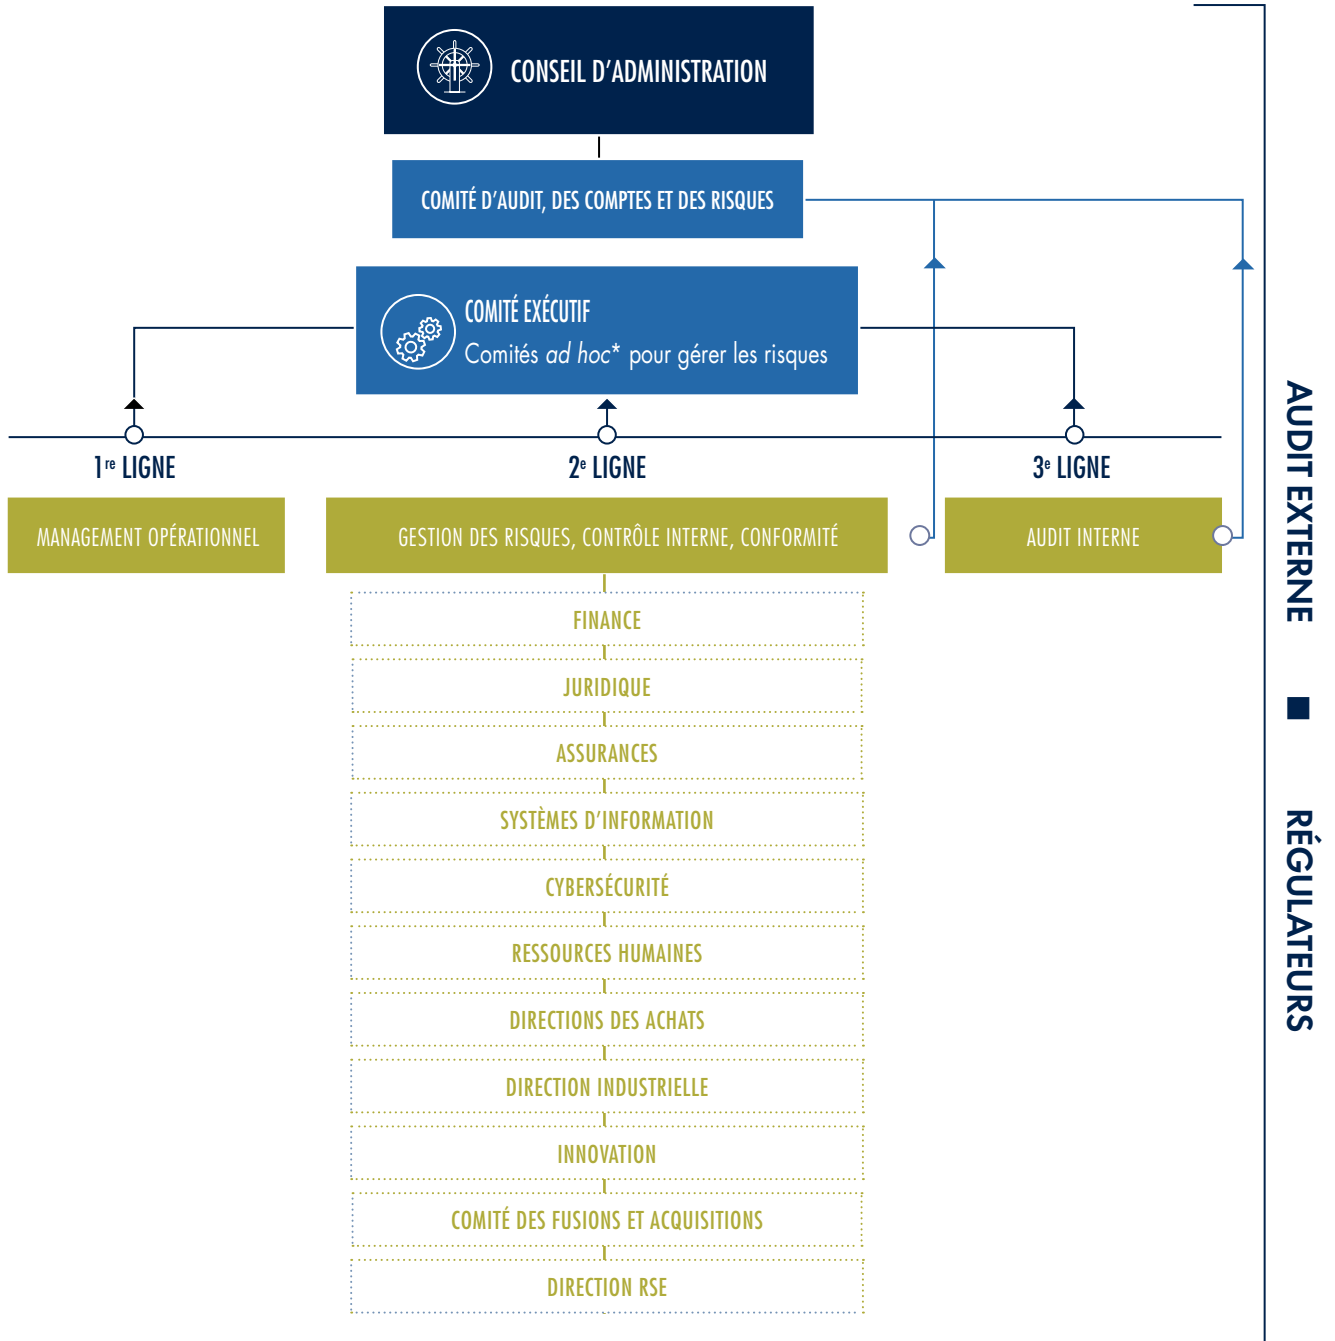 CONSEIL D’ADMINISTRATION
COMITÉ D’AUDIT, DES COMPTES ET DES RISQUES
COMITÉ EXÉCUTIF
Comités ad hoc* pour gérer les risques
1re LIGNE
2e LIGNE
3e LIGNE
MANAGEMENT OPÉRATIONNEL
GESTION DES RISQUES, CONTRÔLE INTERNE, CONFORMITÉ
AUDIT INTERNE
FINANCE
JURIDIQUE
ASSURANCES
SYSTÈMES D’INFORMATION
CYBERSÉCURITÉ
RESSOURCES HUMAINES
DIRECTIONS DES ACHATS
DIRECTION INDUSTRIELLE
INNOVATION
COMITÉ DES FUSIONS ET ACQUISITIONS
DIRECTION RSE
AUDIT EXTERNE ■ RÉGULATEURS